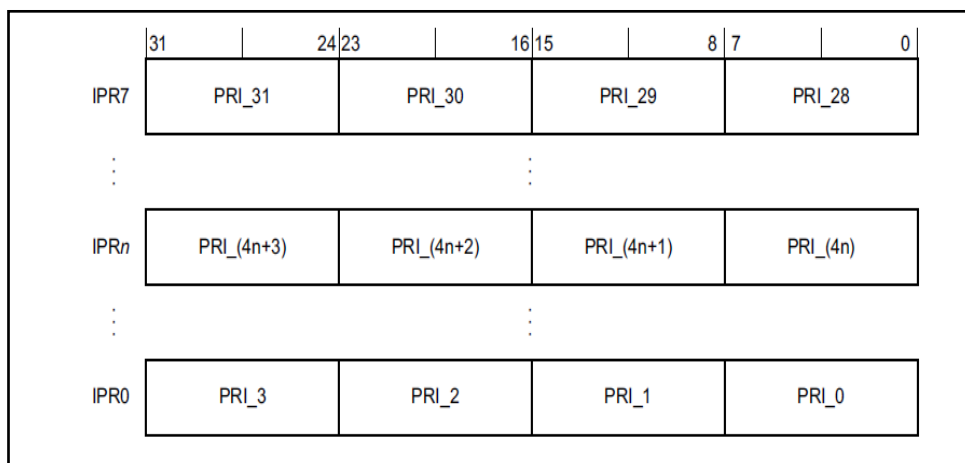 31 24 23 16 15 8 7 0
IPR7 PRI_31 PRI_30 PRI_29 PRI_28
IPRn PRI_(4n+3) PRI_(4n+2) PRI_(4n+1) PRI_(4n)
IPR0 PRI_3 PRI_2 PRI_1 PRI_0